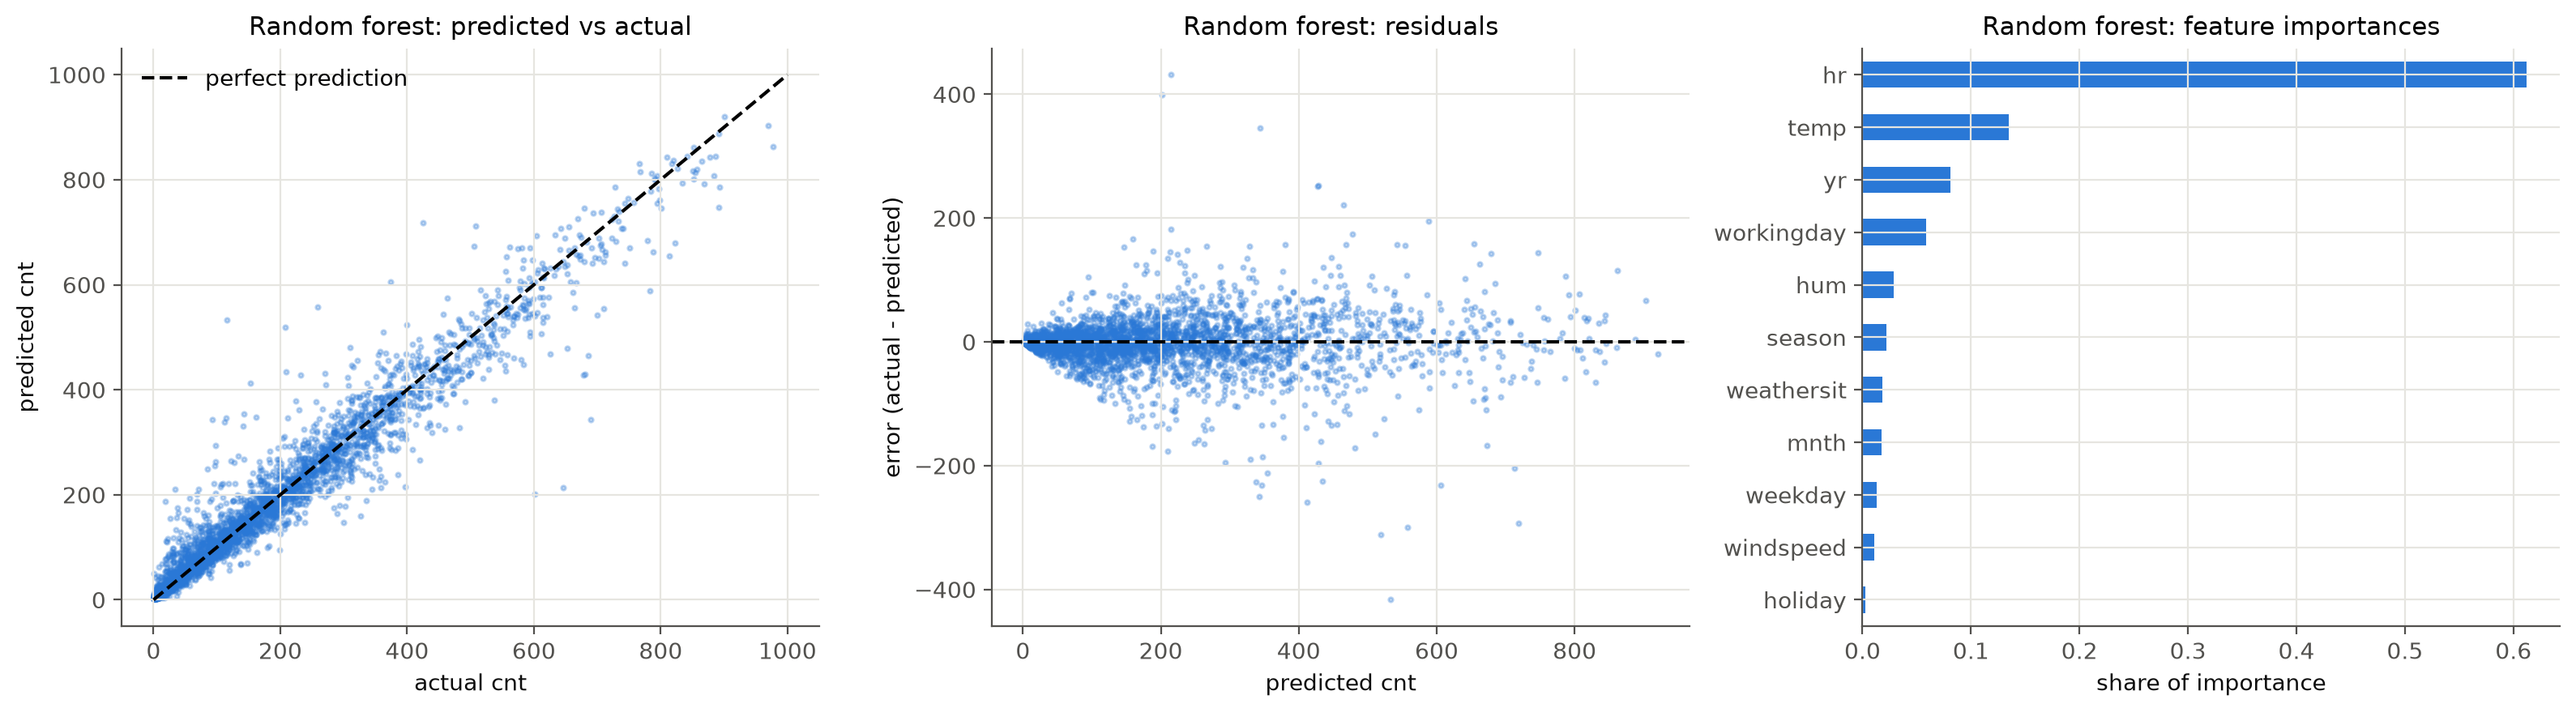 Random forest: predicted vs actual
perfect prediction
1000
800
600
400
200
0
predicted cnt
0 200 400 600 800 1000
actual cnt
Random forest: residuals
400
200
0
−200
−400
error (actual - predicted)
0 200 400 600 800
predicted cnt
Random forest: feature importances
hr
temp
yr
workingday
hum
season
weathersit
mnth
weekday
windspeed
holiday
0.0 0.1 0.2 0.3 0.4 0.5 0.6
share of importance